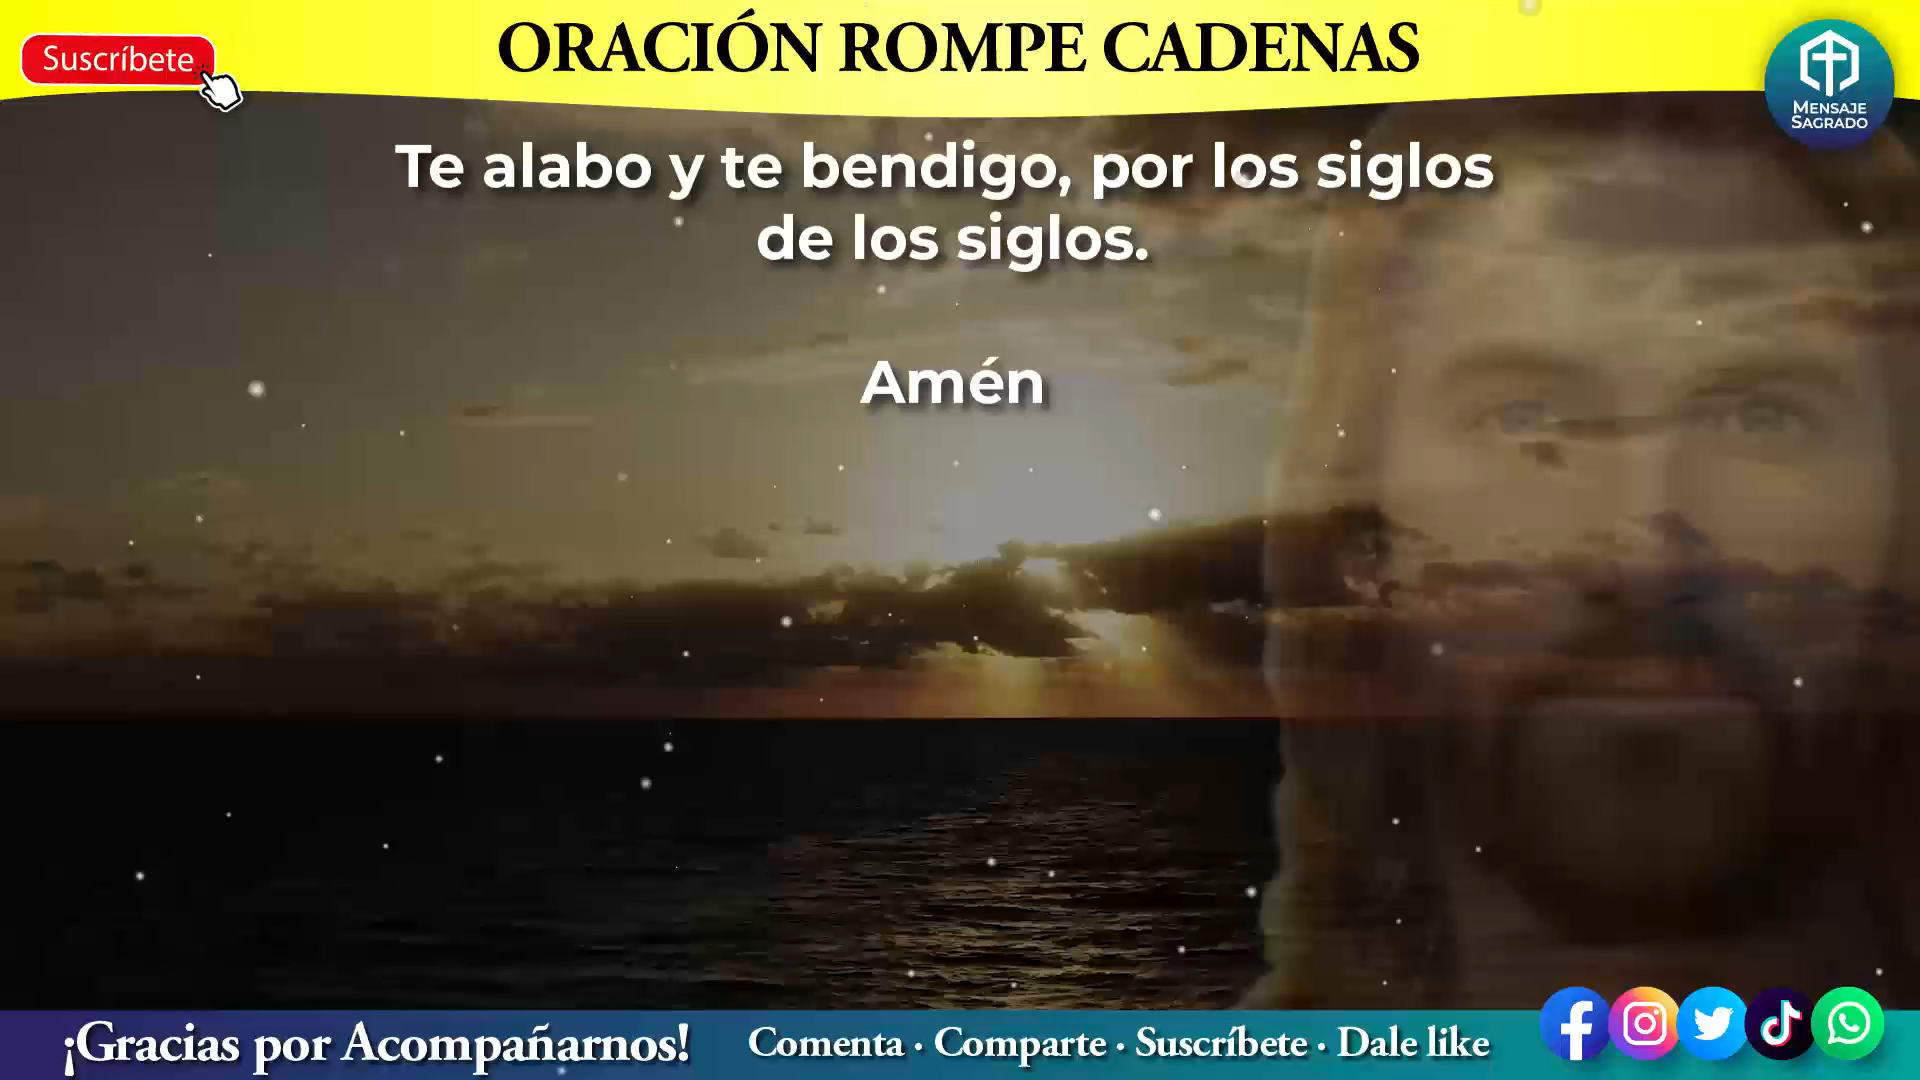 Suscríbete
ORACIÓN ROMPE CADENAS
MENSAJE
SAGRADO
Te alabo y te bendigo, por los siglos
de los siglos.
Amén
¡Gracias por Acompañarnos!
Comenta · Comparte · Suscríbete · Dale like